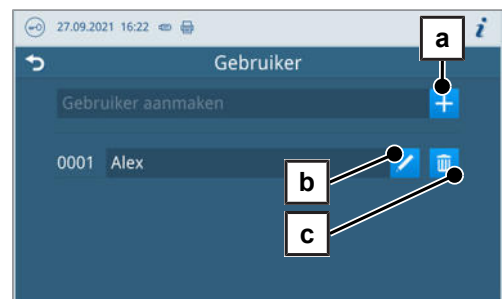 27.09.2021 16:22
a
i
Gebruiker
Gebruiker aanmaken
+
0001 Alex
b
c